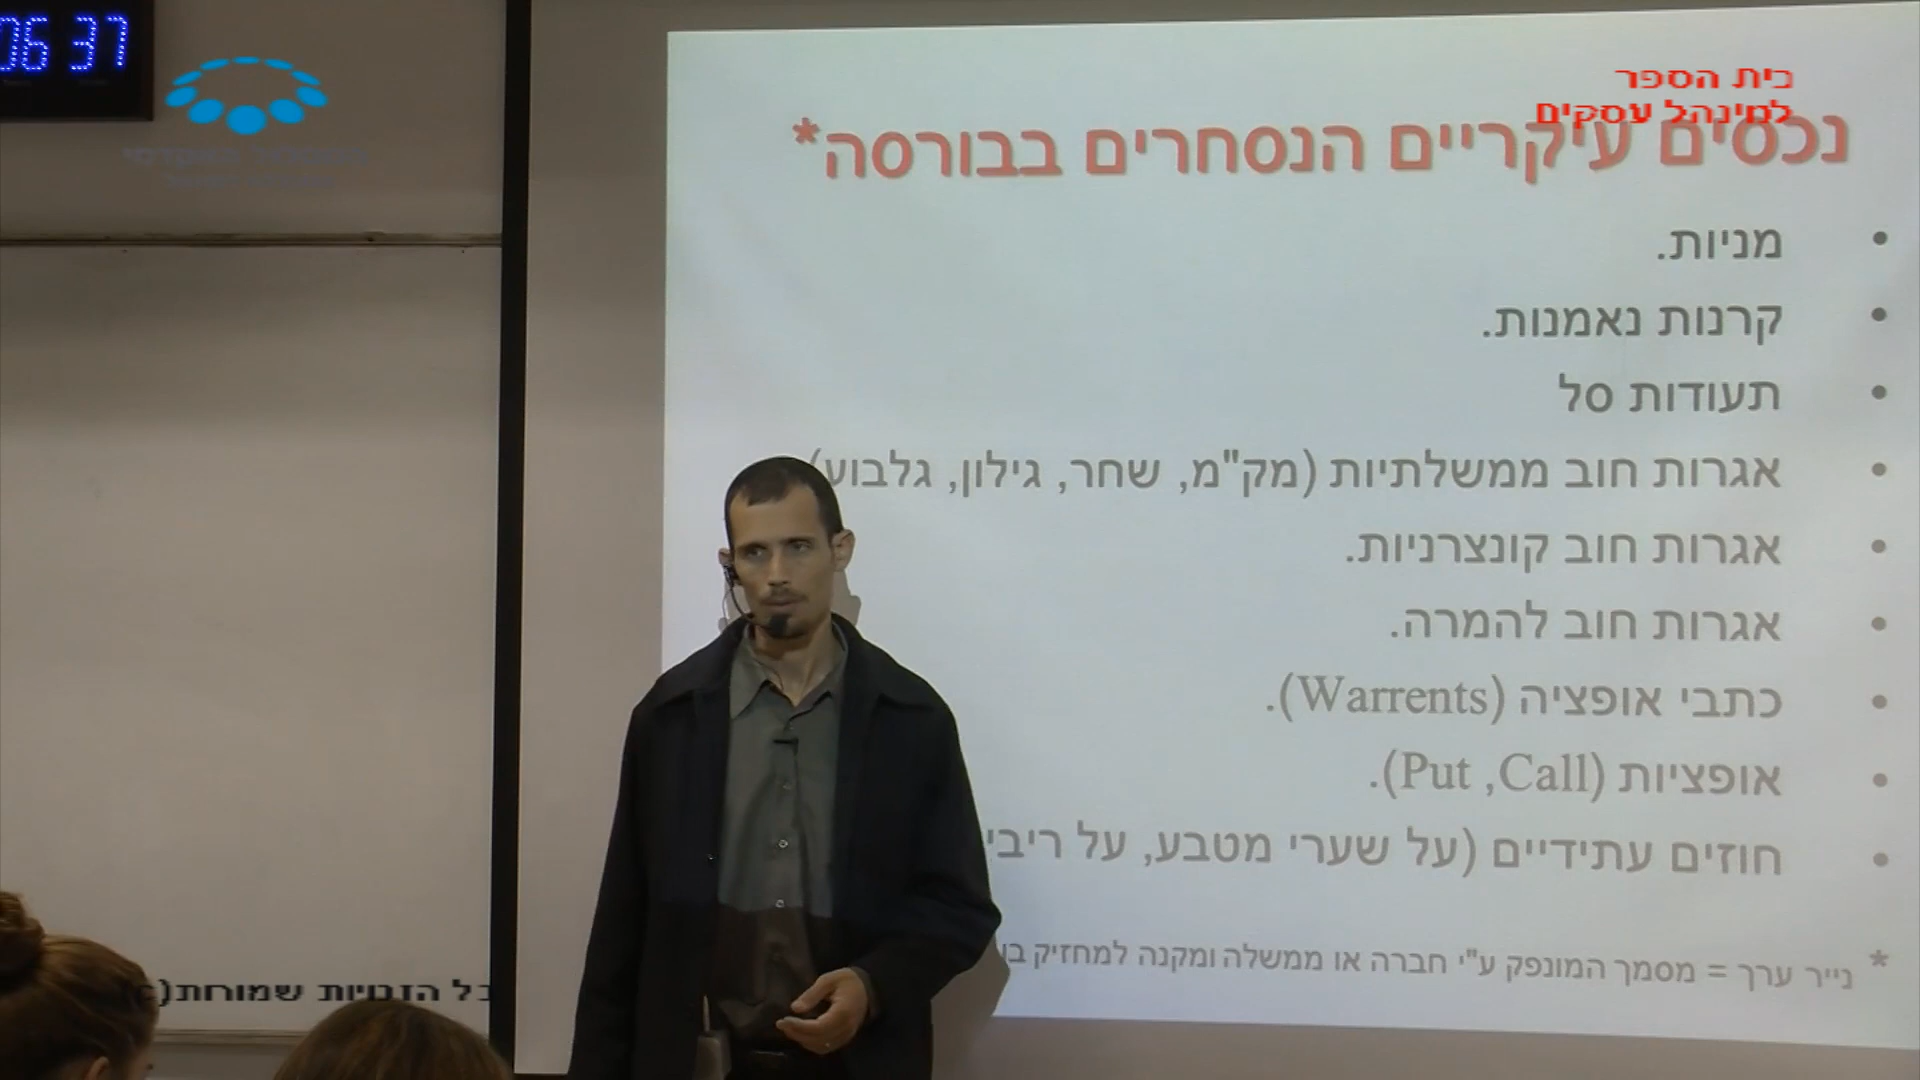 06 37
בית הספר
למינהל עסקים
נכסים עיקריים הנסחרים בבורסה*
• מניות.
• קרנות נאמנות.
• תעודות סל
• אגרות חוב ממשלתיות (מק"מ, שחר, גילון, גלבוע)
• אגרות חוב קונצרניות.
• אגרות חוב להמרה.
• כתבי אופציה (Warrents).
• אופציות (Put ,Call).
• חוזים עתידיים (על שערי מטבע, על
* נייר ערך = מסמך המונפק ע"י חברה או ממשלה ומקנה למחזיק
כל הזכויות שמורות(c)